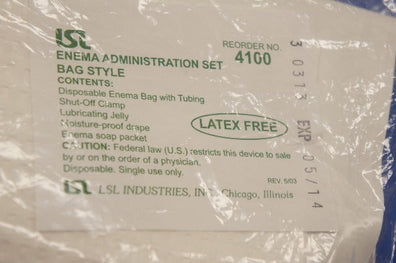 LSL
REORDER NO.
ENEMA ADMINISTRATION SET 4100
BAG STYLE
CONTENTS:
Disposable Enema Bag with Tubing
Shut-Off Clamp
Lubricating Jelly
Moisture-proof drape
Enema soap packet
LATEX FREE
CAUTION: Federal law (U.S.) restricts this device to sale
by or on the order of a physician.
Disposable. Single use only.
REV. 5/03
LSL LSL INDUSTRIES, INC. Chicago, Illinois
EXP 05/14